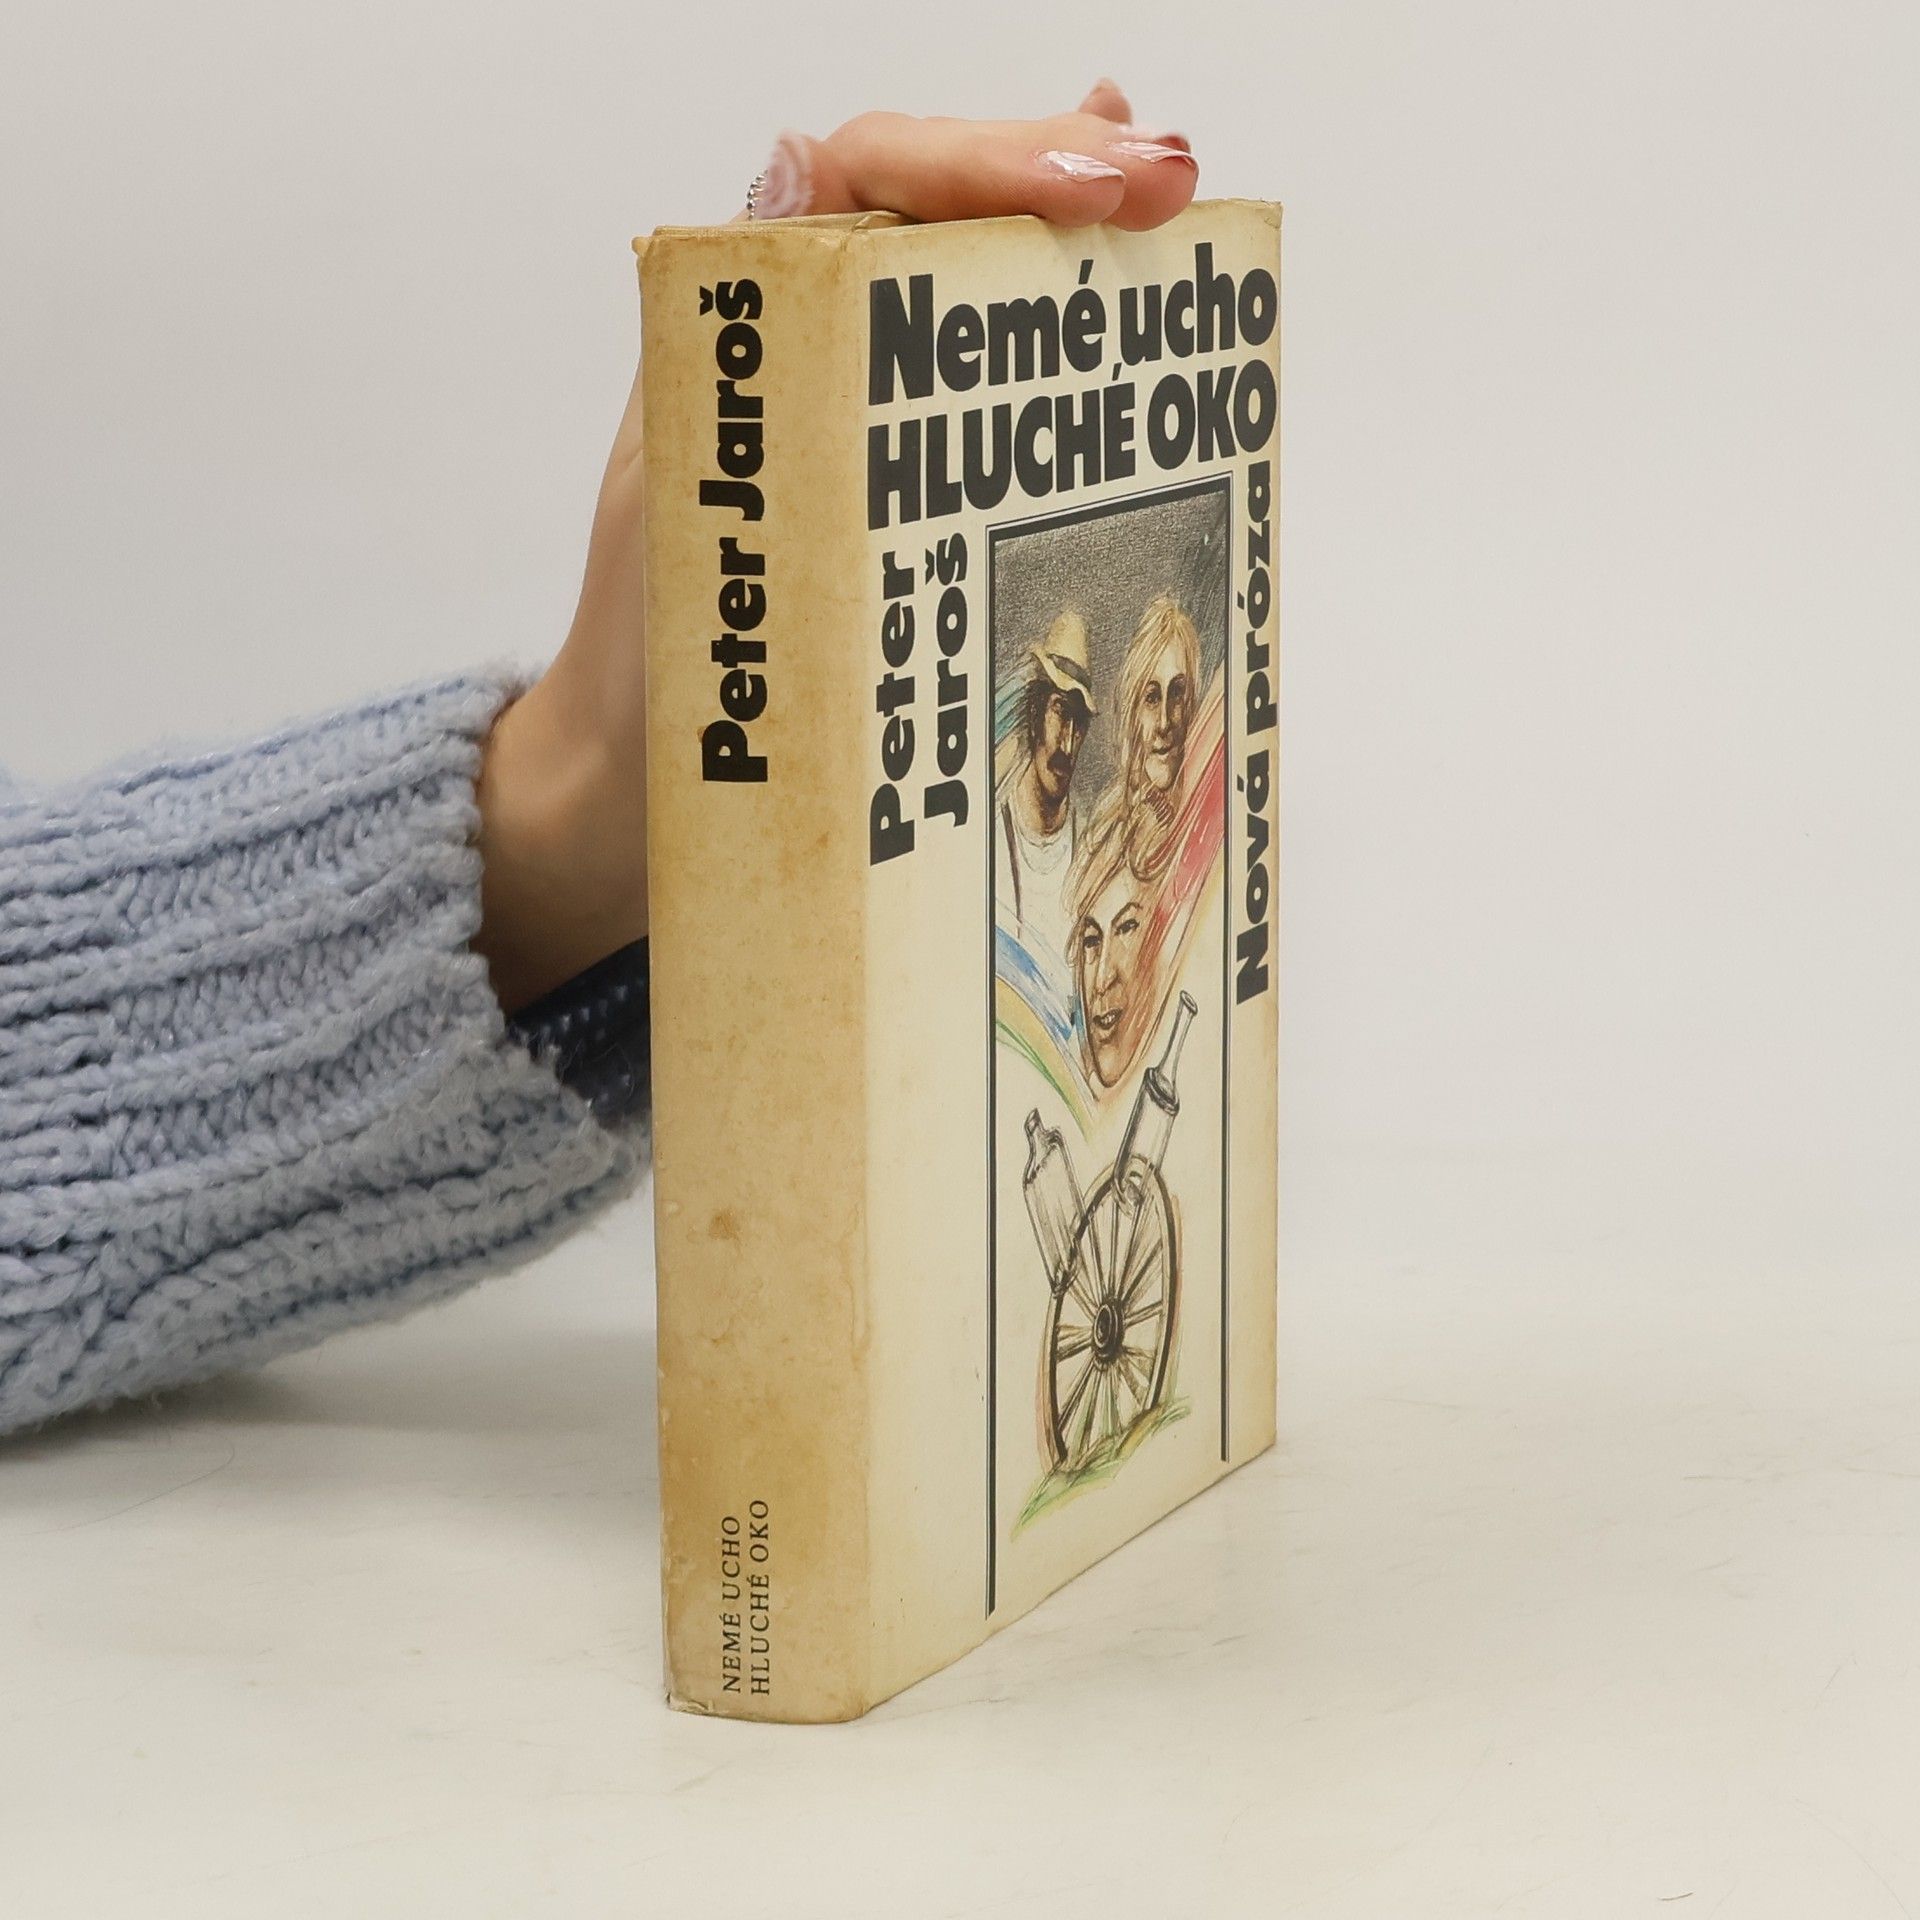 Peter Jaroš
NEMÉ UCHO
HLUCHÉ OKO
Nemé ucho
HLUCHÉ OKO
Peter
Jaroš
Nová próza